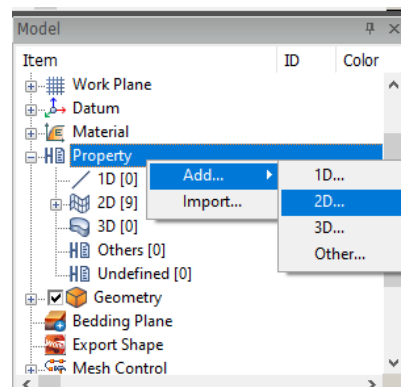 Model
Item ID Color
Work Plane
Datum
Material
Property
1D [0] Add... 1D...
2D [9] Import... 2D...
3D [0] 3D...
Others [0] Other...
Undefined [0]
Geometry
Bedding Plane
Export Shape
Mesh Control